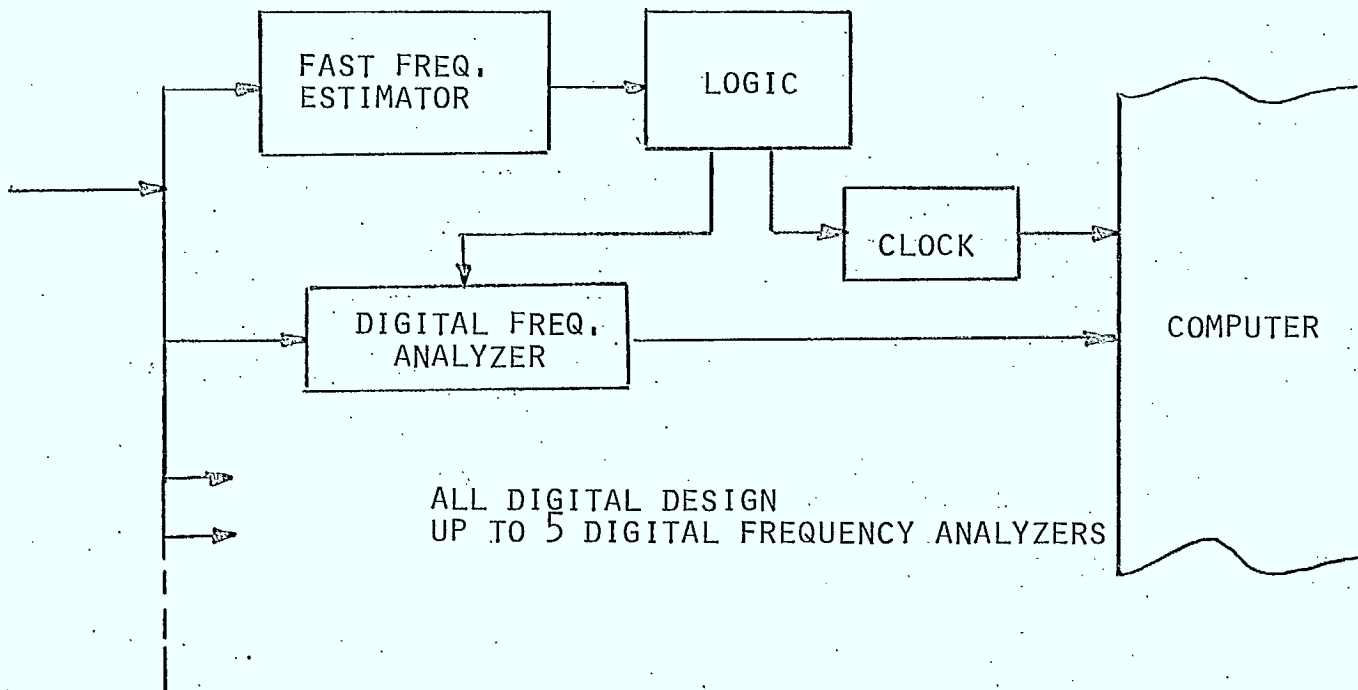 FAST FREQ.
ESTIMATOR
LOGIC
CLOCK
DIGITAL FREQ.
ANALYZER
COMPUTER
ALL DIGITAL DESIGN
UP TO 5 DIGITAL FREQUENCY ANALYZERS